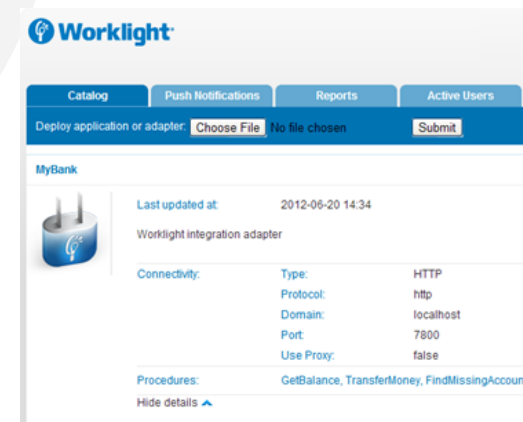 Worklight
Catalog Push Notifications Reports Active Users
Deploy application or adapter: Choose File No file chosen Submit
MyBank
Last updated at: 2012-06-20 14:34
Worklight integration adapter
Connectivity: Type: HTTP
Protocol: http
Domain: localhost
Port: 7800
Use Proxy: false
Procedures: GetBalance, TransferMoney, FindMissingAccoun
Hide details